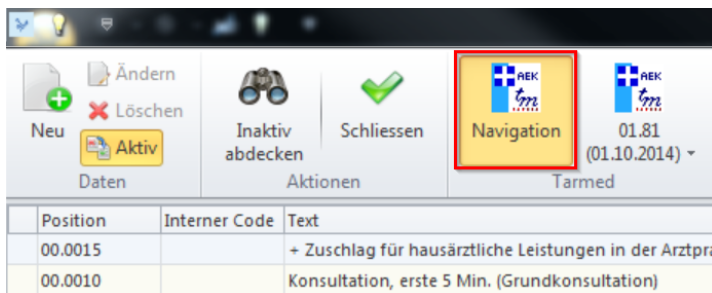 Neu
Ändern
Löschen
Aktiv
Daten
Inaktiv
abdecken
Schliessen
Aktionen
AEK
tm
Navigation
AEK
tm
01.81
(01.10.2014)
Tarmed
Position Interner Code Text
00.0015 + Zuschlag für hausärztliche Leistungen in der Arztpra
00.0010 Konsultation, erste 5 Min. (Grundkonsultation)